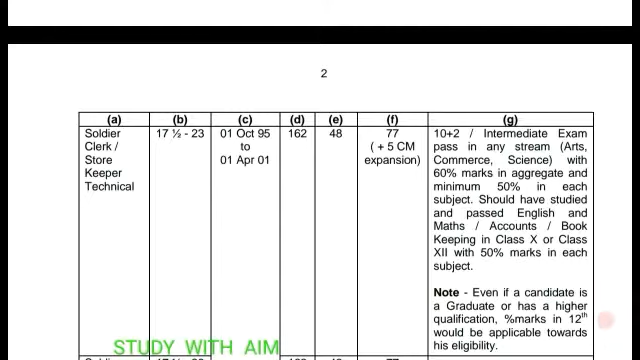 2
(a) (b) (c) (d) (e) (f) (g)
Soldier 17 ½ - 23 01 Oct 95 162 48 77 10+2 / Intermediate Exam
Clerk / to ( + 5 CM pass in any stream (Arts,
Store 01 Apr 01 expansion) Commerce, Science) with
Keeper 60% marks in aggregate and
Technical minimum 50% in each
subject. Should have studied
and passed English and
Maths / Accounts / Book
Keeping in Class X or Class
XII with 50% marks in each
subject.
Note - Even if a candidate is
a Graduate or has a higher
qualification, %marks in 12th
would be applicable towards
his eligibility.
STUDY WITH AIM